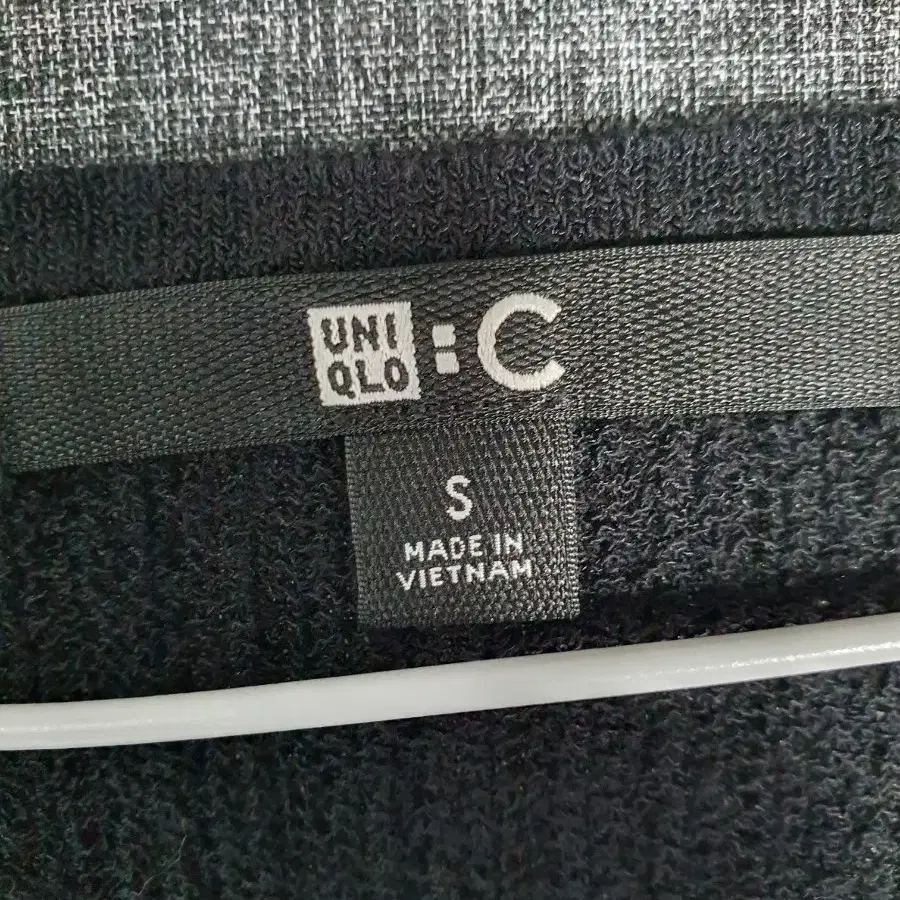 UNI
QLO : C
S
MADE IN
VIETNAM